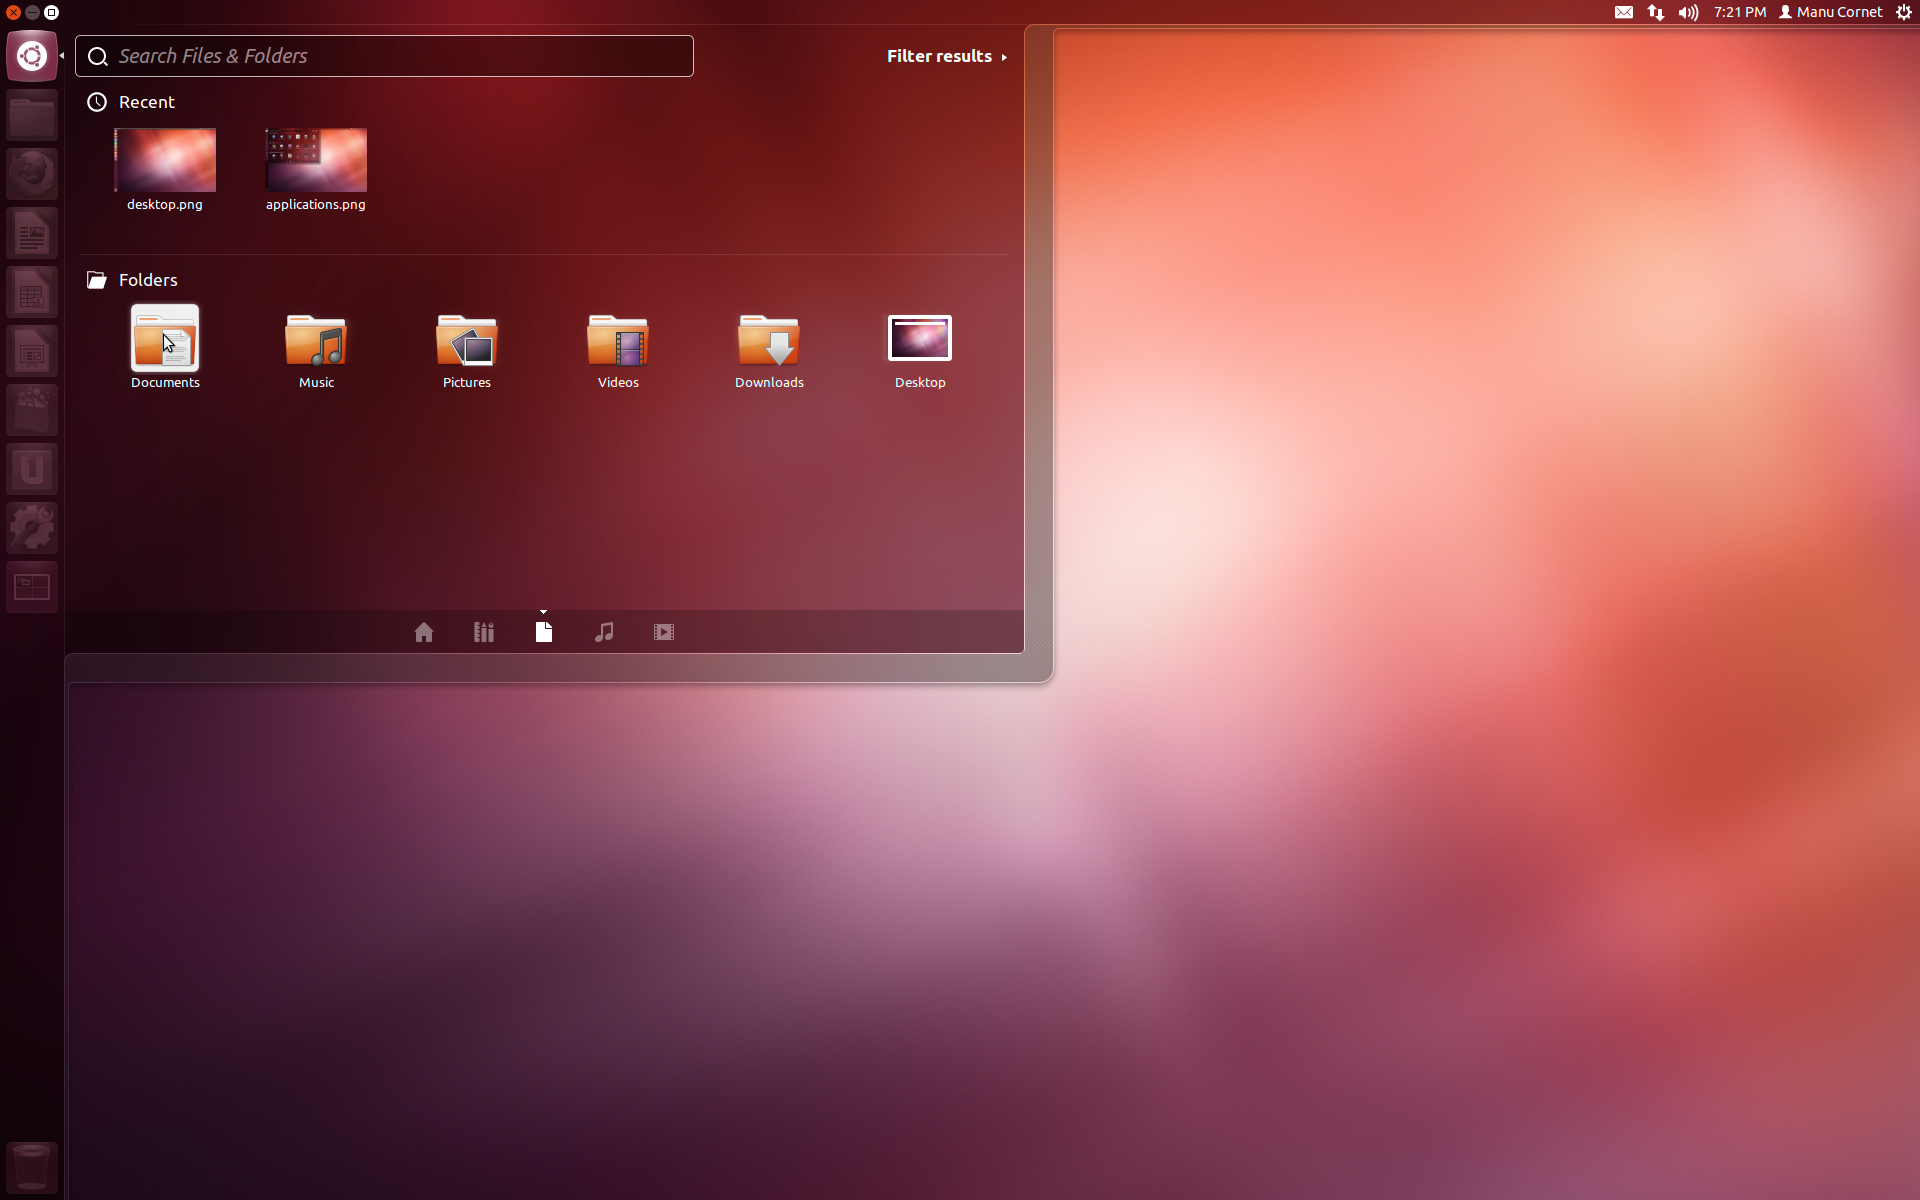 7:21 PM Manu Cornet
Search Files & Folders
Filter results
Recent
desktop.png
applications.png
Folders
Documents
Music
Pictures
Videos
Downloads
Desktop
U